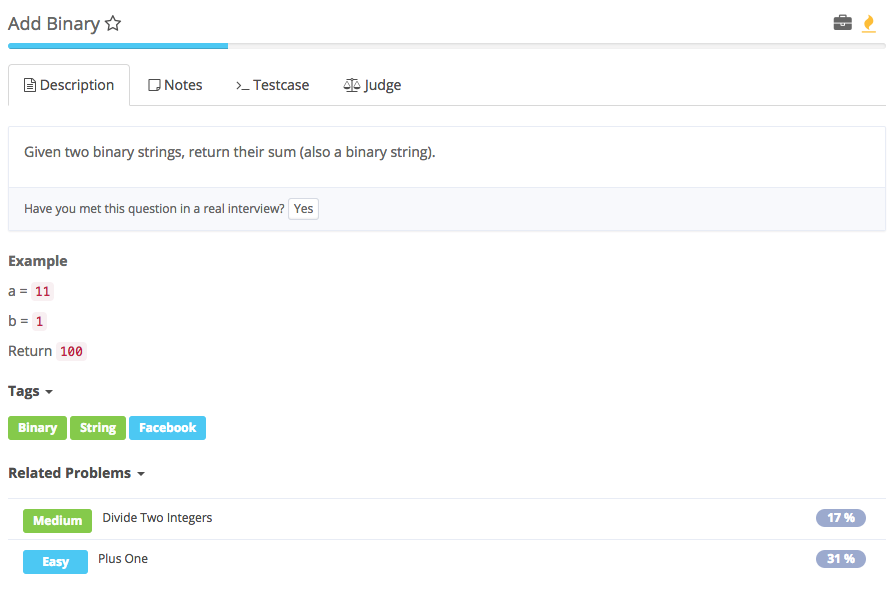 Add Binary
Description Notes Testcase Judge
Given two binary strings, return their sum (also a binary string).
Have you met this question in a real interview? Yes
Example
a = 11
b = 1
Return 100
Tags
Binary String Facebook
Related Problems
Medium Divide Two Integers 17 %
Easy Plus One 31 %